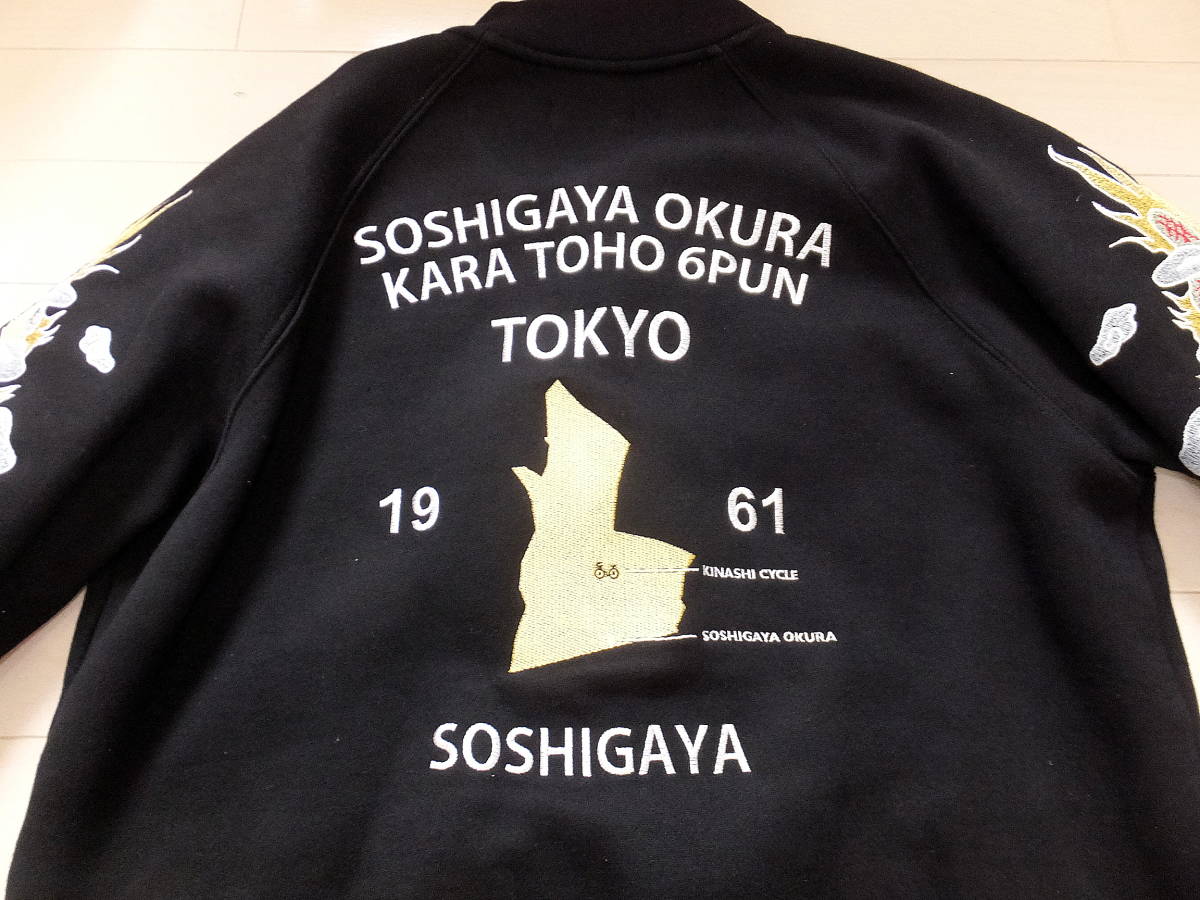 SOSHIGAYA OKURA
KARA TOHO 6PUN
TOKYO
19 61
KINASHI CYCLE
SOSHIGAYA OKURA
SOSHIGAYA